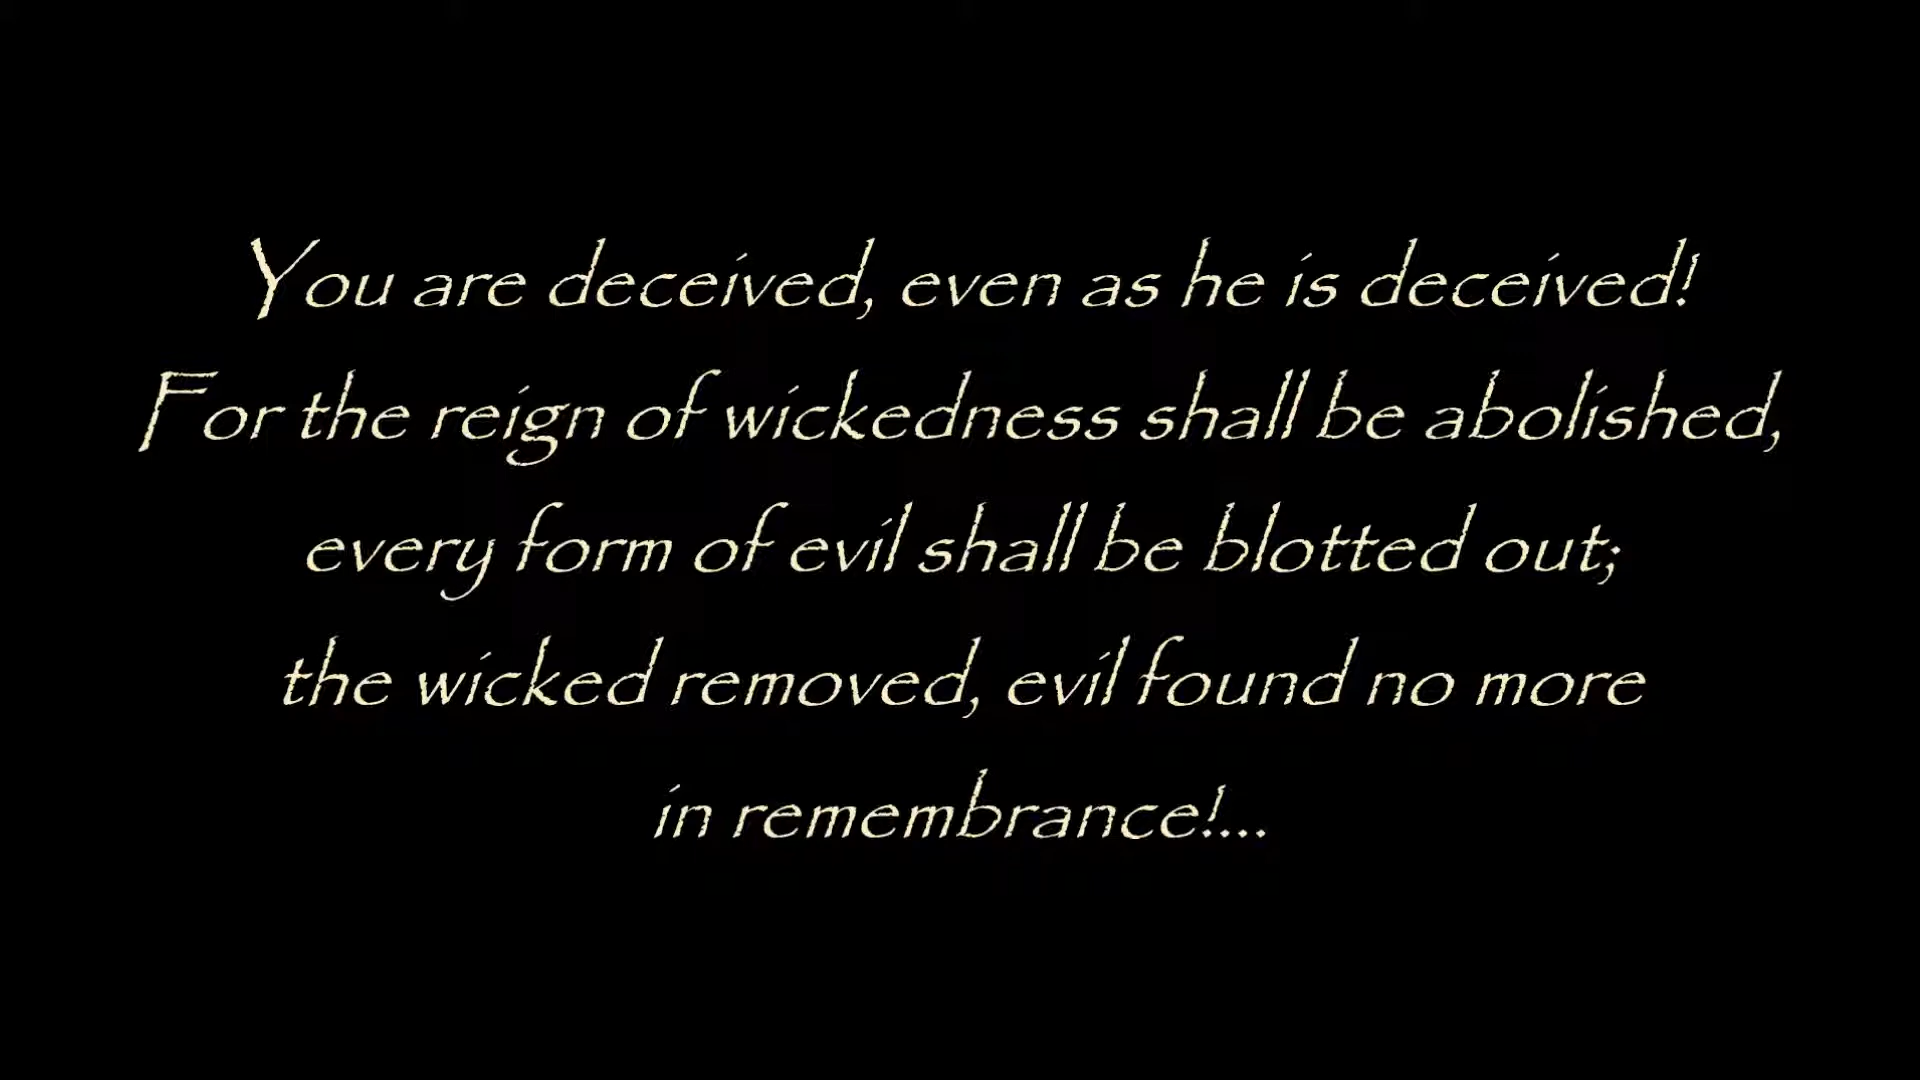 You are deceived, even as he is deceived!
For the reign of wickedness shall be abolished,
every form of evil shall be blotted out;
the wicked removed, evil found no more
in remembrance!...